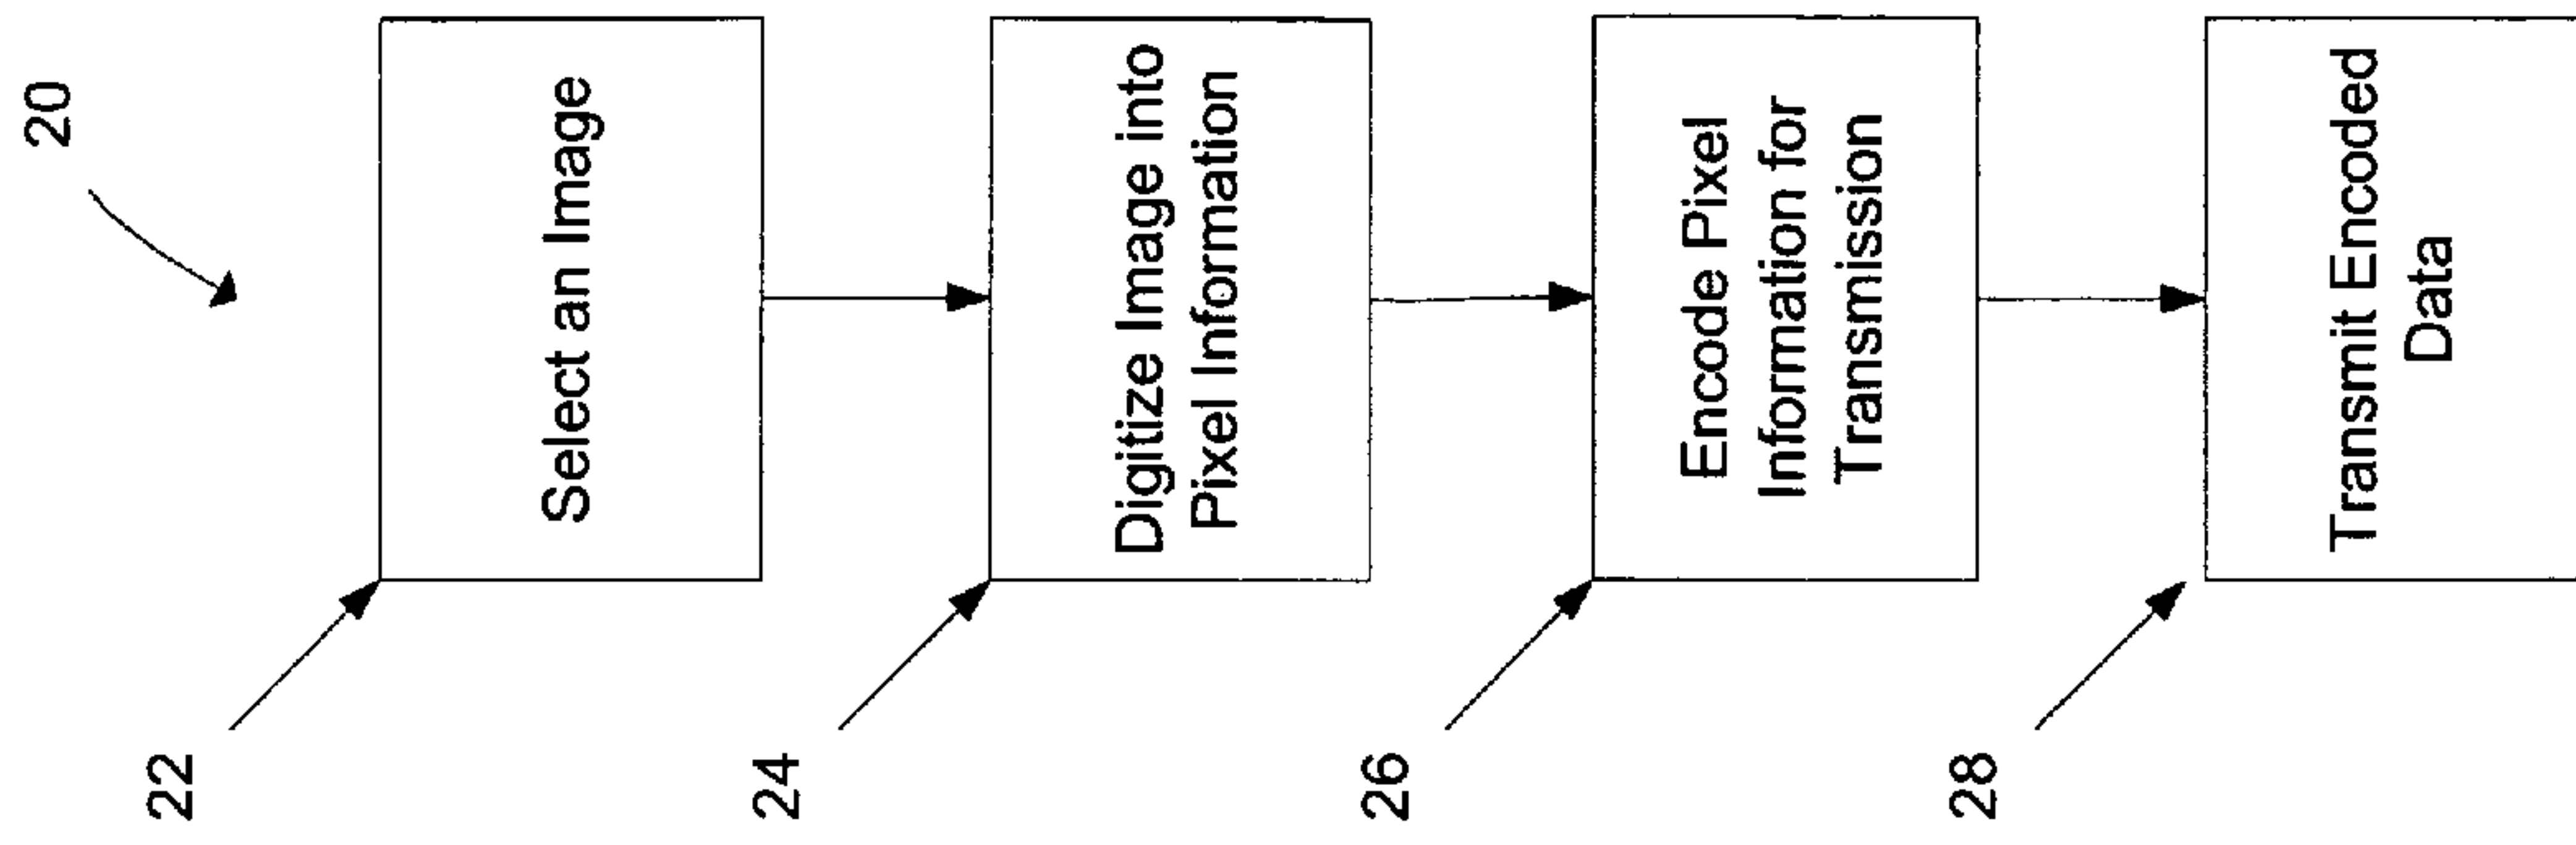 20
22
Select an Image
24
Digitize Image into
Pixel Information
26
Encode Pixel
Information for
Transmission
28
Transmit Encoded
Data